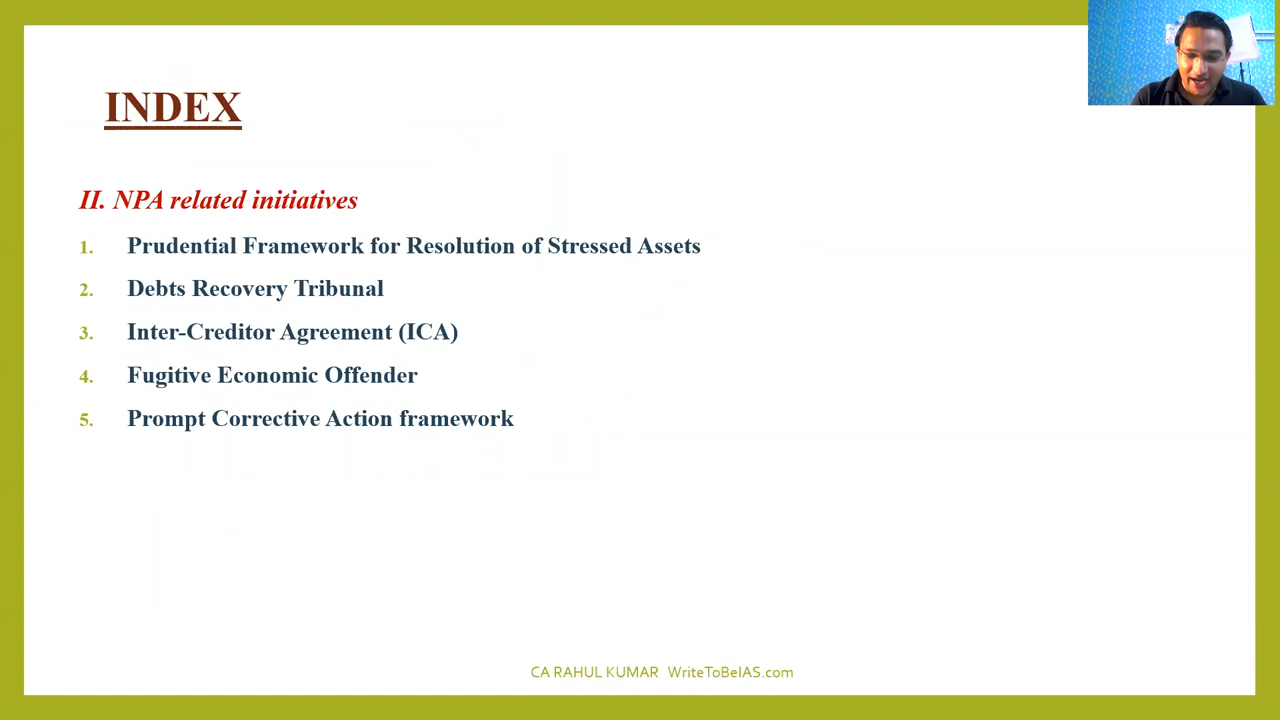 INDEX
II. NPA related initiatives
1. Prudential Framework for Resolution of Stressed Assets
2. Debts Recovery Tribunal
3. Inter-Creditor Agreement (ICA)
4. Fugitive Economic Offender
5. Prompt Corrective Action framework
CA RAHUL KUMAR WriteToBeIAS.com